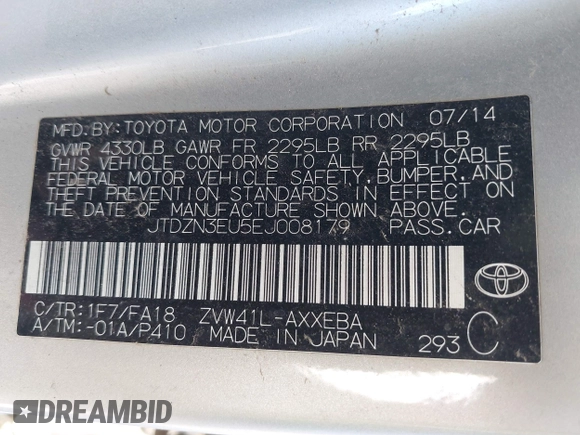 MFD. BY: TOYOTA MOTOR CORPORATION 07/14
GVWR 4330LB GAWR FR 2295LB RR 2295LB
THIS VEHICLE CONFORMS TO ALL APPLICABLE
FEDERAL MOTOR VEHICLE SAFETY, BUMPER, AND
THEFT PREVENTION STANDARDS IN EFFECT ON
THE DATE OF MANUFACTURE SHOWN ABOVE.
JTDZN3EU5EJ008179 PASS. CAR
C/TR: 1F7/FA18 ZVW41L-AXXEBA
A/TM: -01A/P410 MADE IN JAPAN 293 C
DREAMBID